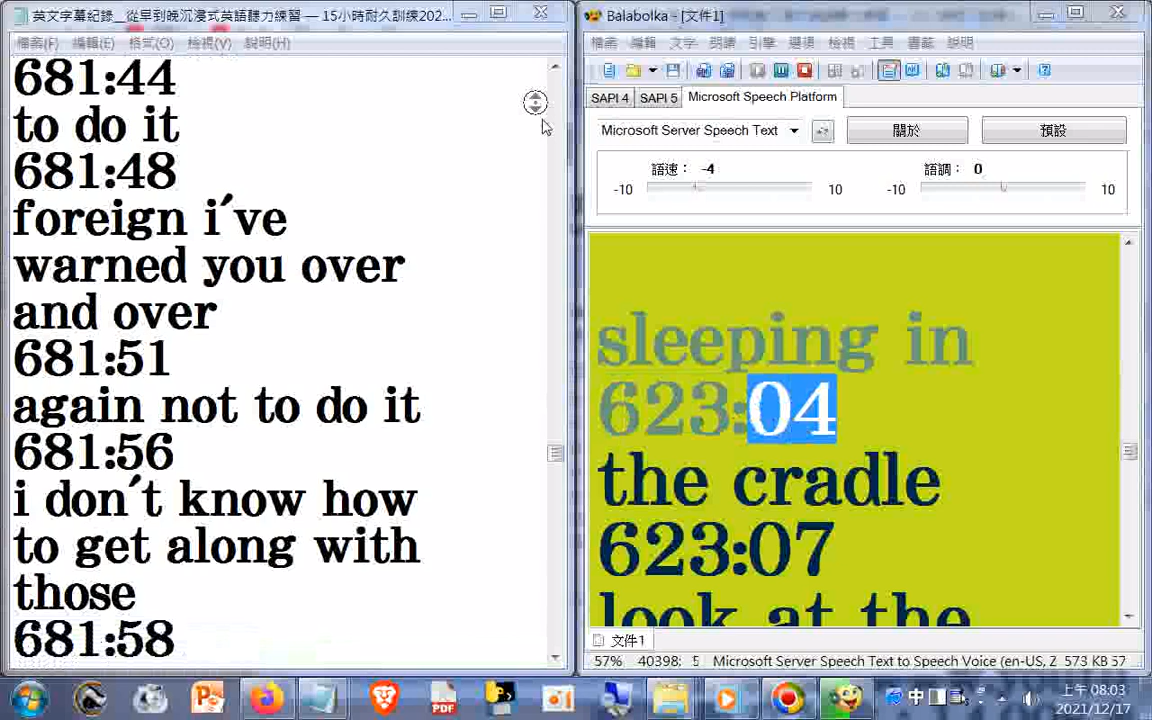 英文字幕紀錄__從早到晚沉浸式英語聽力練習 — 15小時耐久訓練202...
檔案(F) 編輯(E) 格式(O) 檢視(V) 說明(H)
681:44
to do it
681:48
foreign i've
warned you over
and over
681:51
again not to do it
681:56
i don't know how
to get along with
those
681:58
Balabolka - [文件1]
檔案 編輯 文字 朗讀 引擎 選項 檢視 工具 書籤 說明
SAPI 4 SAPI 5 Microsoft Speech Platform
Microsoft Server Speech Text 關於 預設
語速： -4 語調： 0
-10 10 -10 10
sleeping in
623:04
the cradle
623:07
look at the
文件1
57% 40398: 5 Microsoft Server Speech Text to Speech Voice (en-US, Z 573 KB 57
PDF 中 上午 08:03
2021/12/17